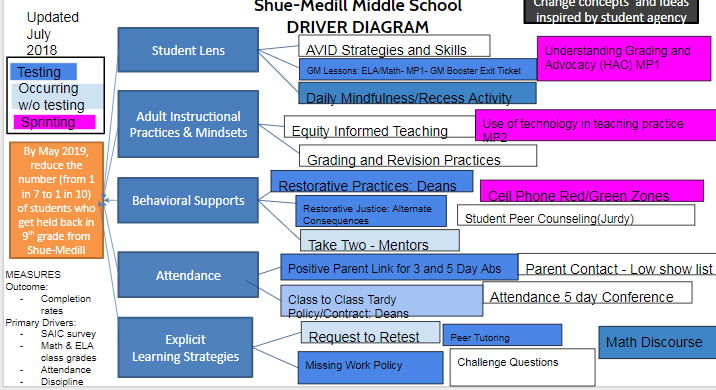 Shue-Medill Middle School
DRIVER DIAGRAM
Change concepts and ideas
inspired by student agency
Updated
July
2018
Testing
Occurring
w/o testing
Sprinting
By May 2019,
reduce the
number (from 1
in 7 to 1 in 10)
of students who
get held back in
9th grade from
Shue-Medill
MEASURES
Outcome:
- Completion
rates
Primary Drivers:
- SAIC survey
- Math & ELA
class grades
- Attendance
- Discipline
Student Lens
AVID Strategies and Skills
GM Lessons: ELA/Math- MP1- GM Booster Exit Ticket
Daily Mindfulness/Recess Activity
Understanding Grading and
Advocacy (HAC) MP1
Adult Instructional
Practices & Mindsets
Equity Informed Teaching
Use of technology in teaching practice
MP2
Grading and Revision Practices
Behavioral Supports
Restorative Practices: Deans
Cell Phone Red/Green Zones
Restorative Justice: Alternate
Consequences
Student Peer Counseling(Jurdy)
Take Two - Mentors
Attendance
Positive Parent Link for 3 and 5 Day Abs
Parent Contact - Low show list
Class to Class Tardy
Policy/Contract: Deans
Attendance 5 day Conference
Explicit
Learning Strategies
Request to Retest
Peer Tutoring
Math Discourse
Missing Work Policy
Challenge Questions